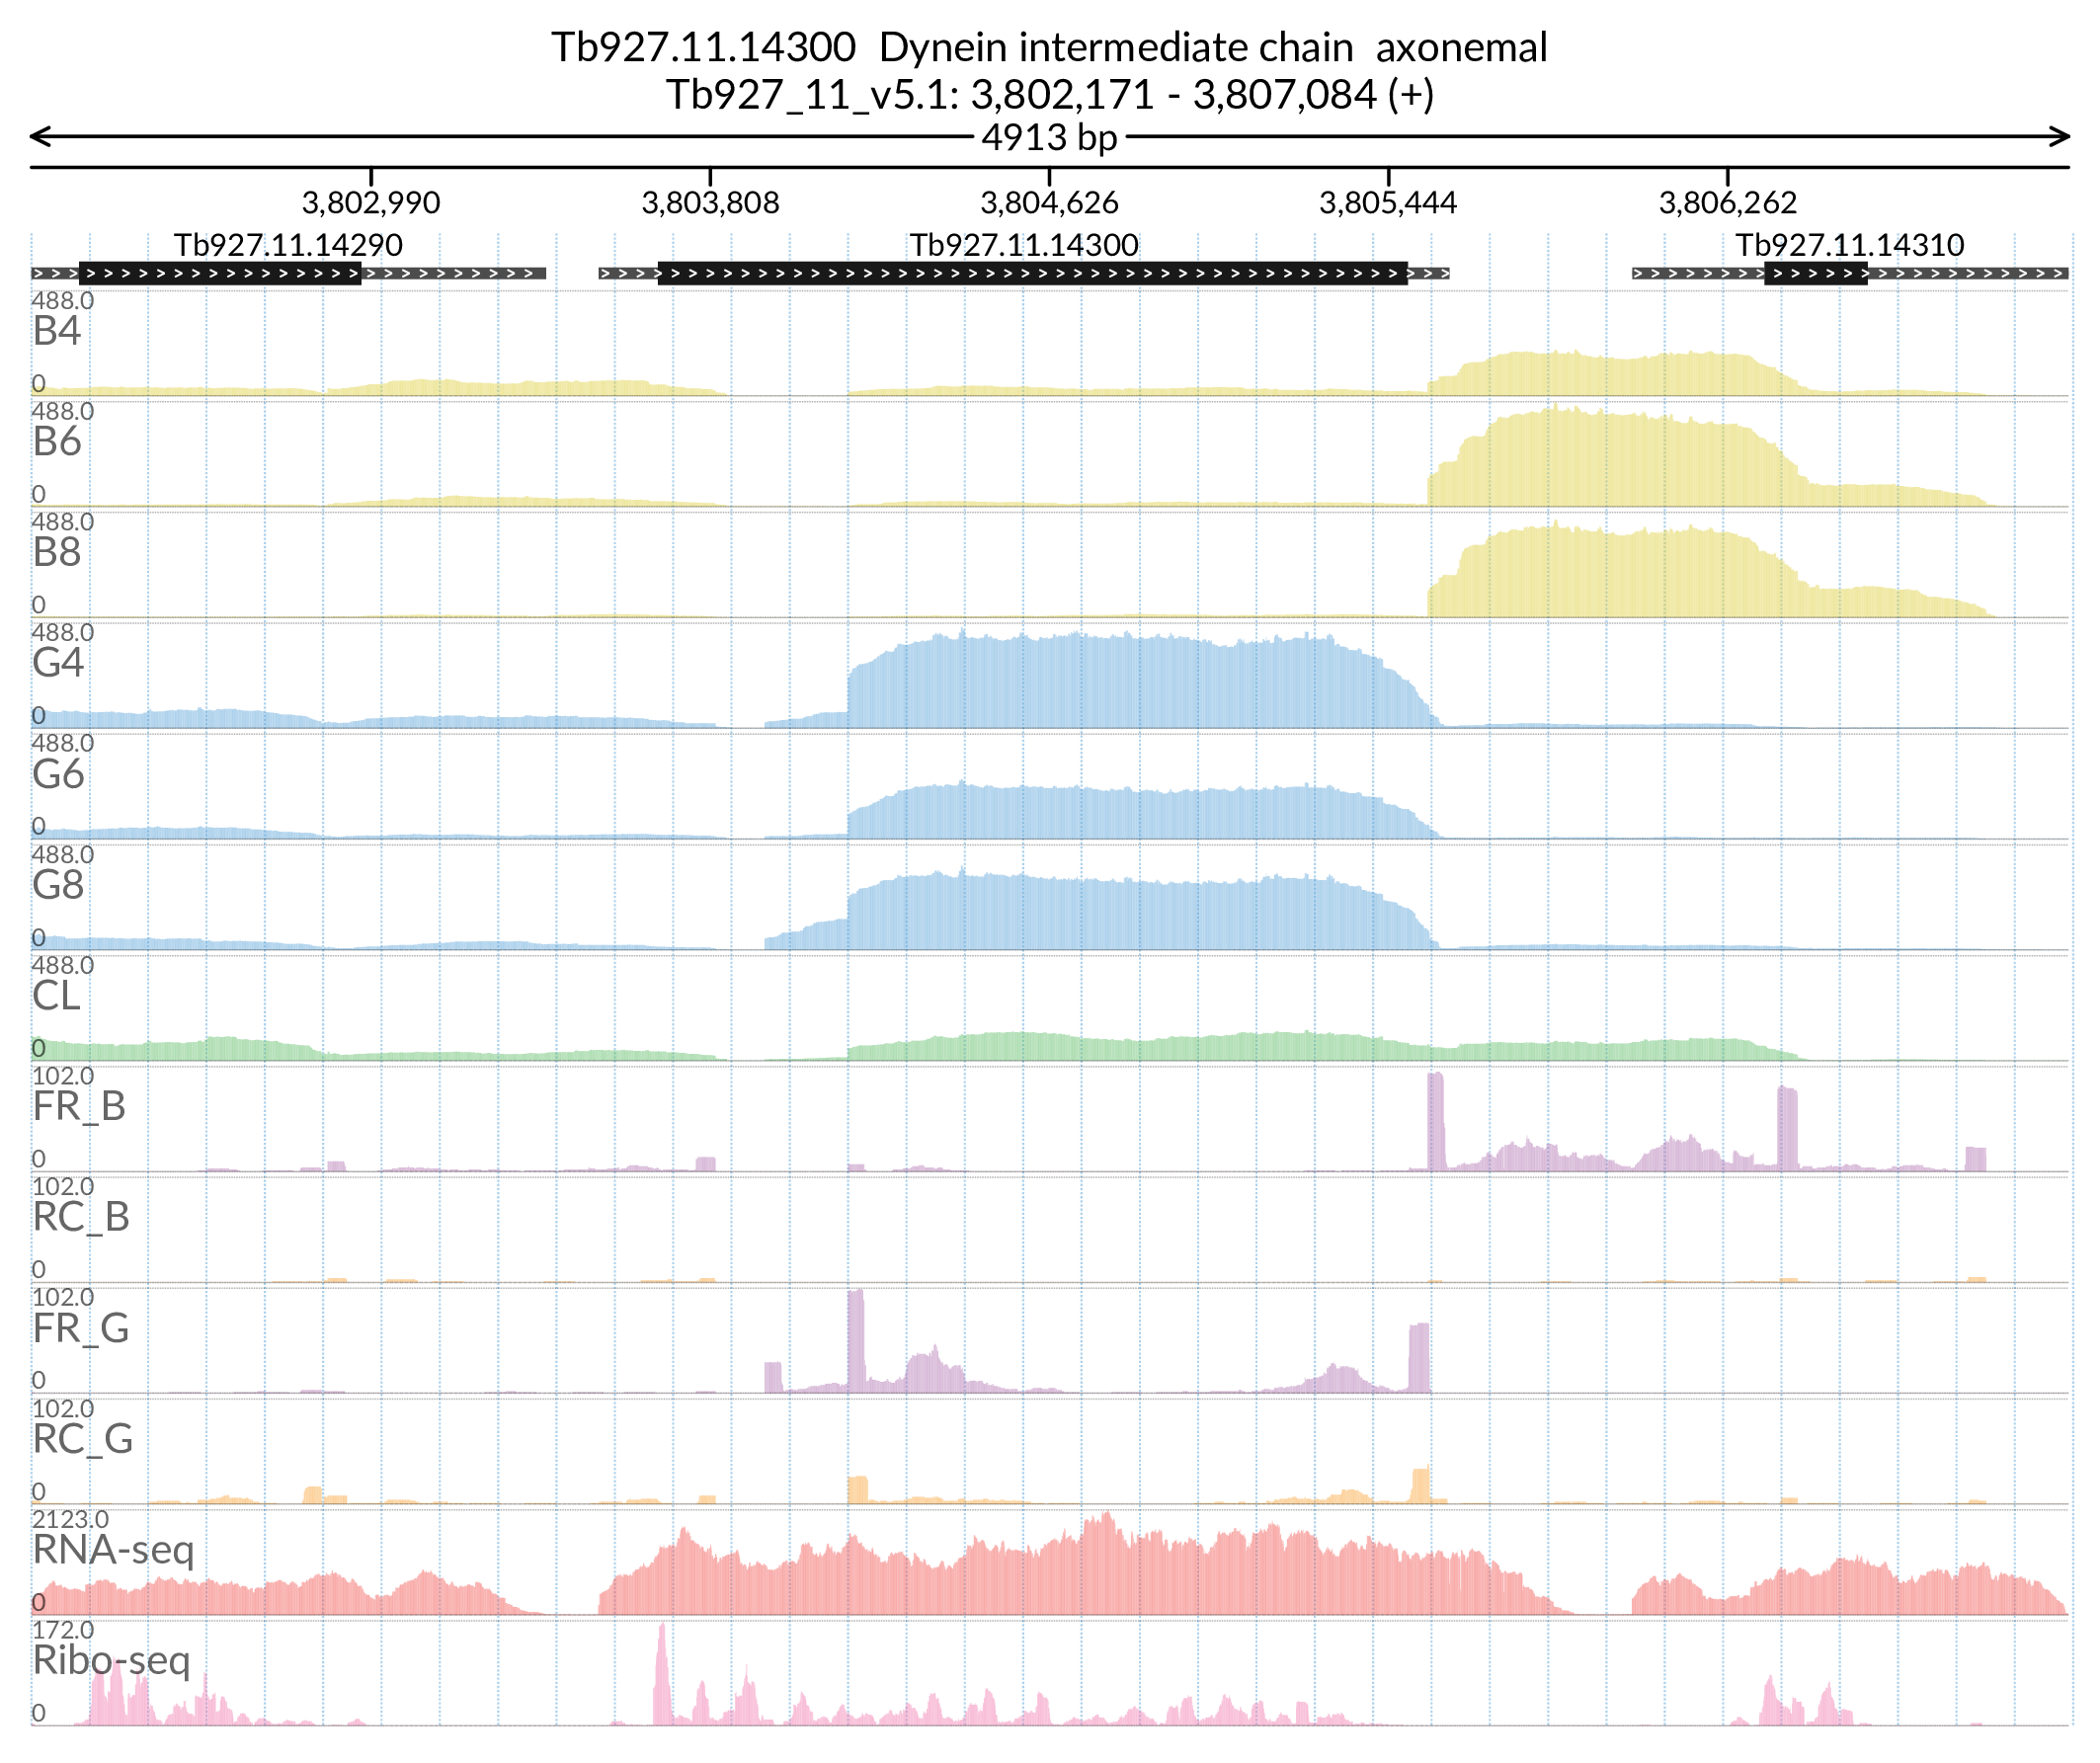 Tb927.11.14300  Dynein intermediate chain  axonemal
Tb927_11_v5.1: 3,802,171 - 3,807,084 (+)
4913 bp
3,802,990 3,803,808 3,804,626 3,805,444 3,806,262
Tb927.11.14290 Tb927.11.14300 Tb927.11.14310
488.0
B4
0
488.0
B6
0
488.0
B8
0
488.0
G4
0
488.0
G6
0
488.0
G8
0
488.0
CL
0
102.0
FR_B
0
102.0
RC_B
0
102.0
FR_G
0
102.0
RC_G
0
2123.0
RNA-seq
0
172.0
Ribo-seq
0